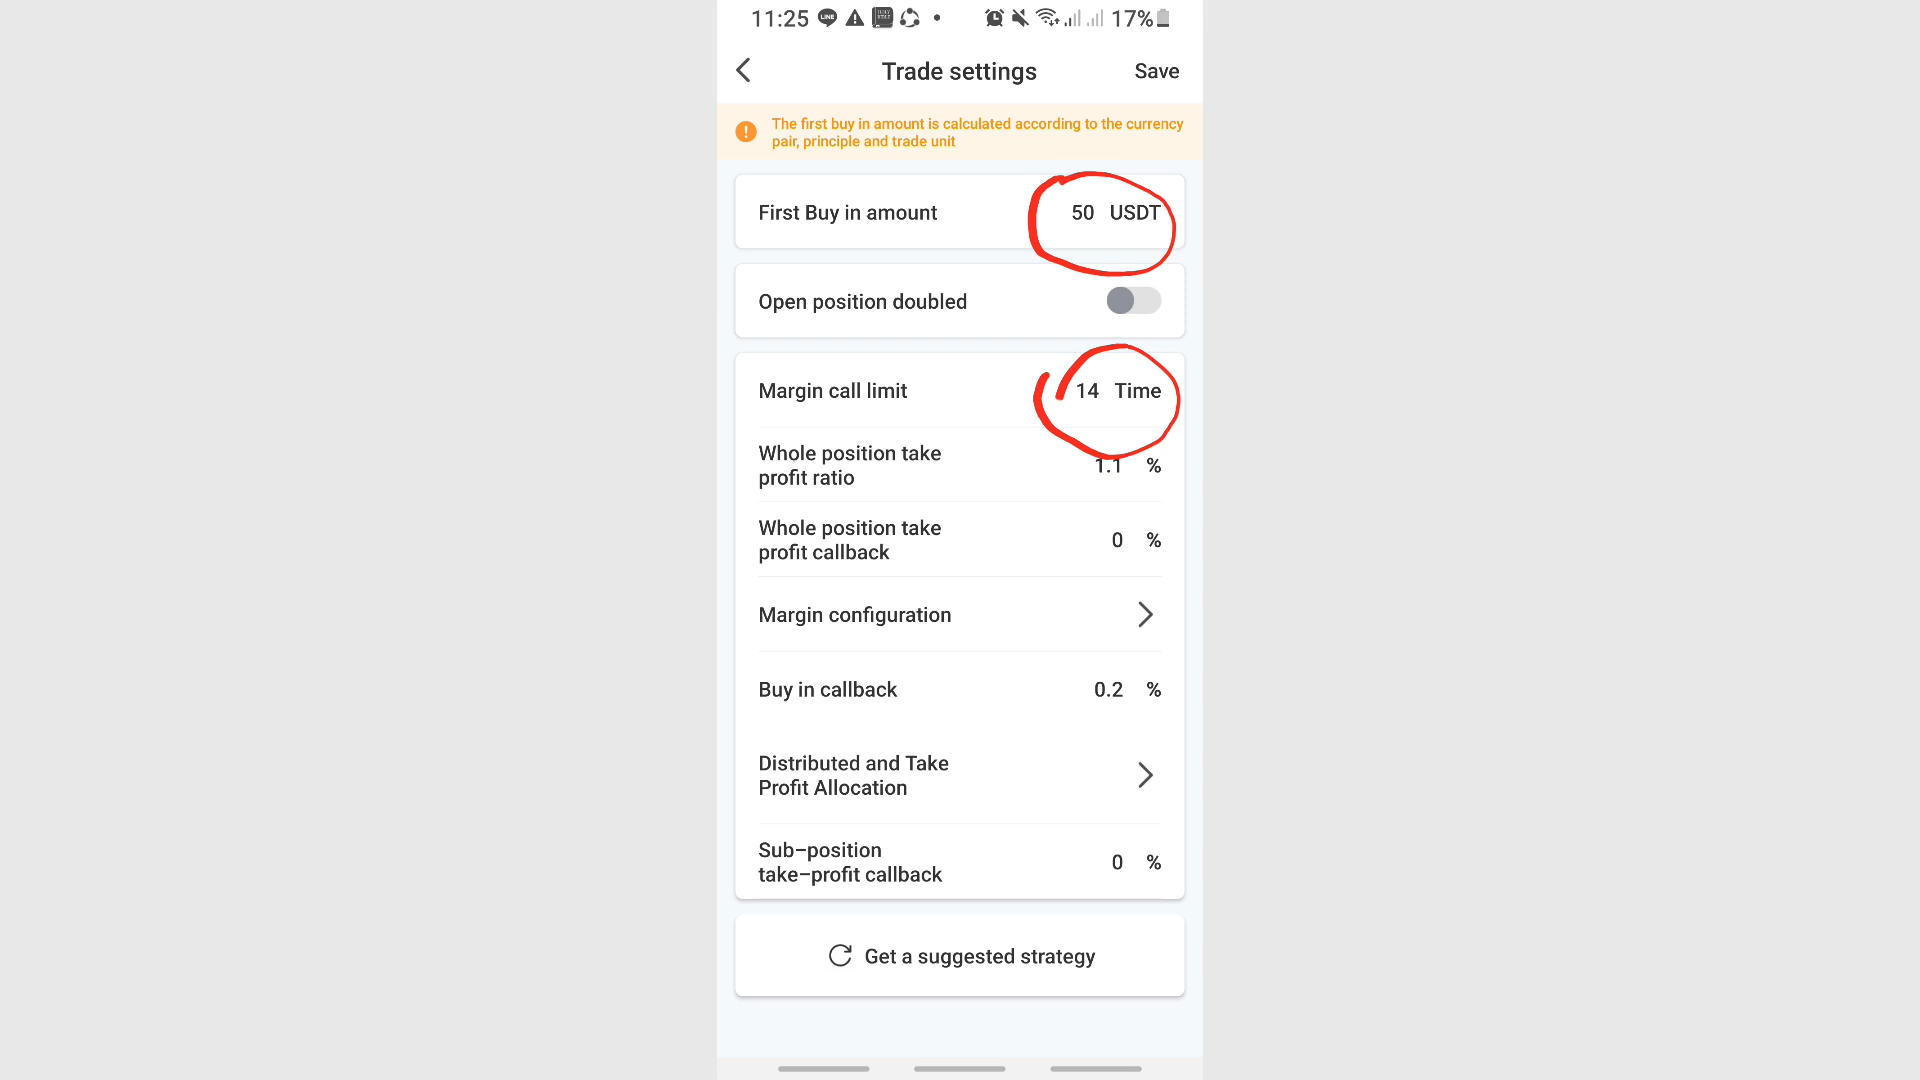 11:25 LINE HOLY BIBLE 17%
Trade settings Save
The first buy in amount is calculated according to the currency
pair, principle and trade unit
First Buy in amount 50 USDT
Open position doubled
Margin call limit 14 Time
Whole position take
profit ratio 1.1 %
Whole position take
profit callback 0 %
Margin configuration
Buy in callback 0.2 %
Distributed and Take
Profit Allocation
Sub-position
take-profit callback 0 %
Get a suggested strategy